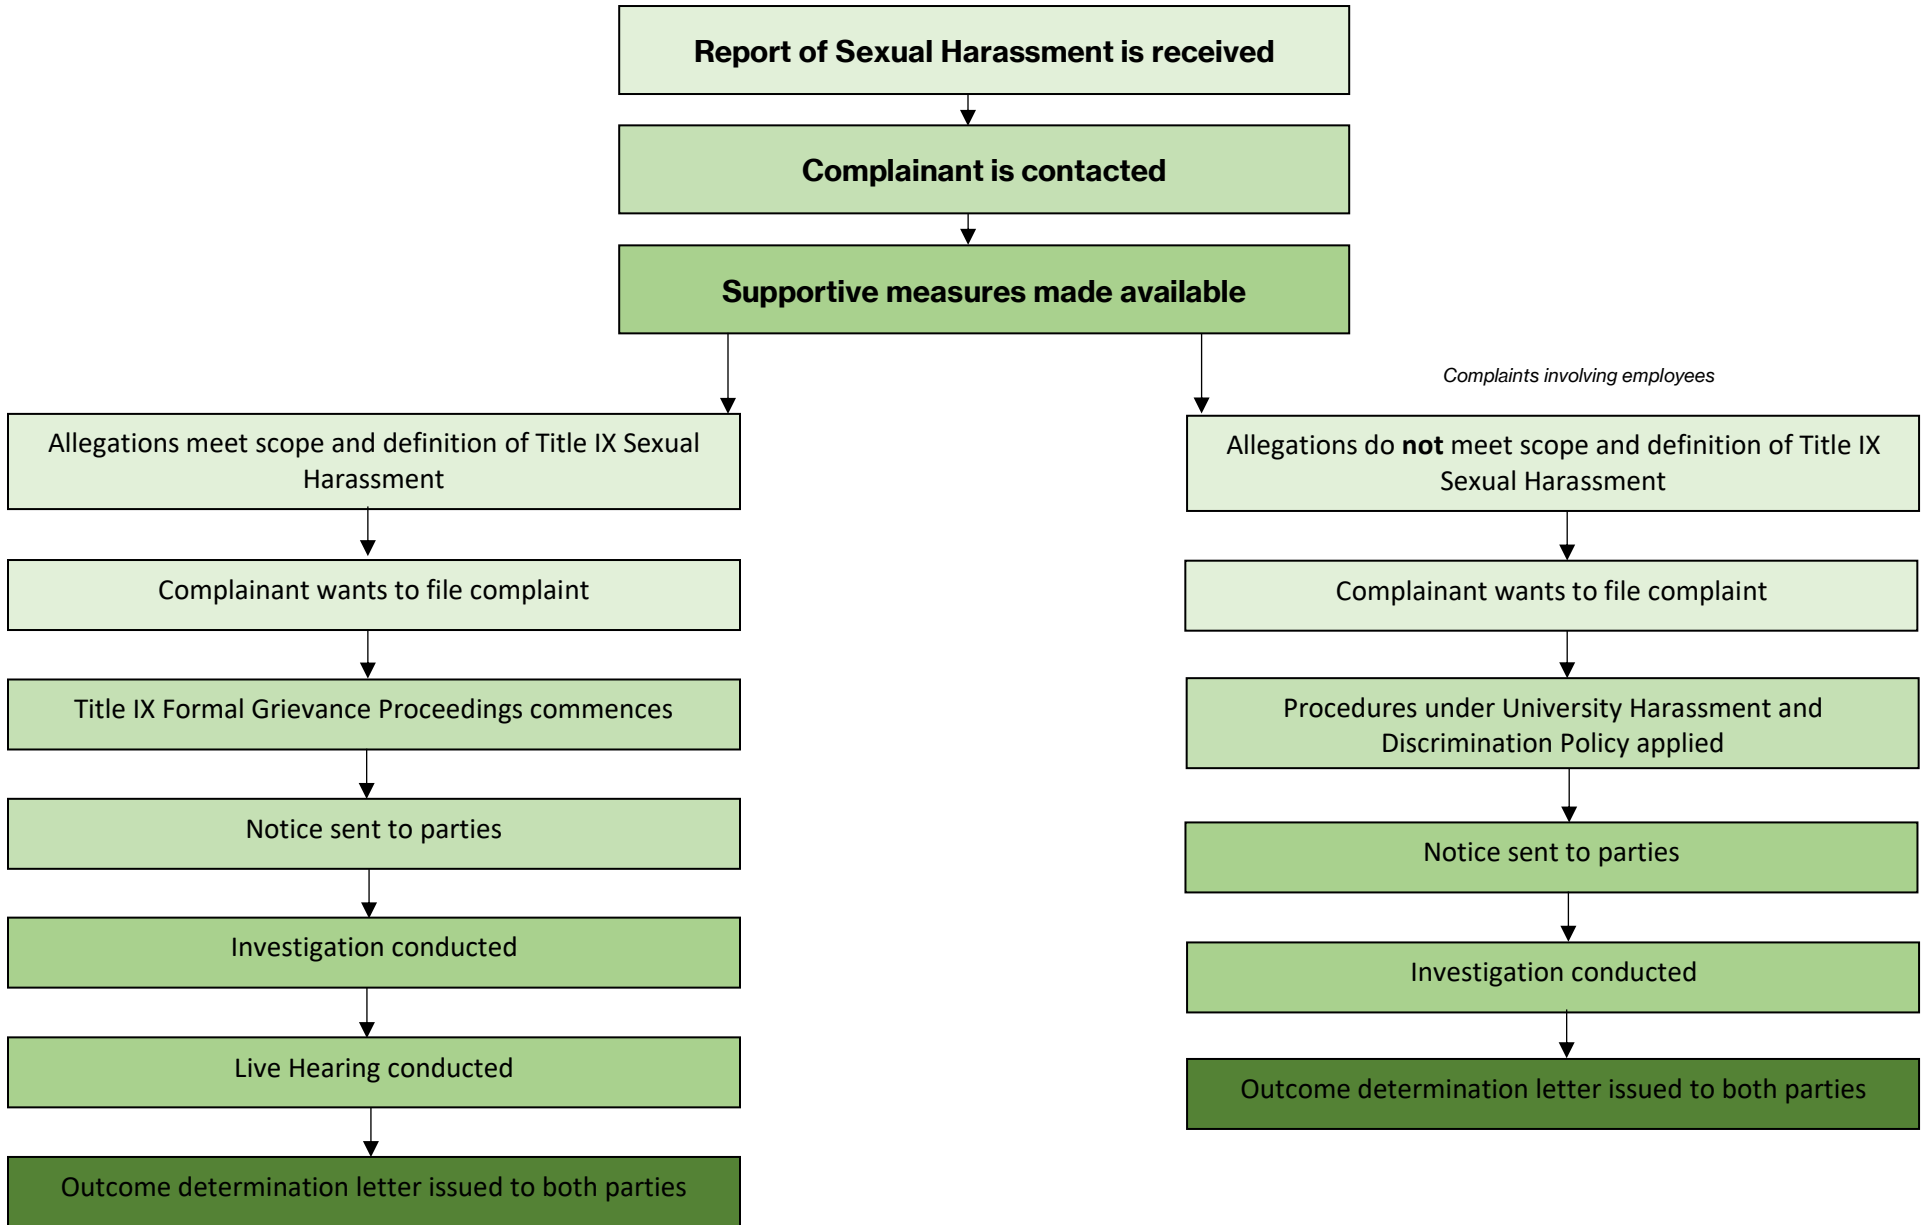 Report of Sexual Harassment is received
Complainant is contacted
Supportive measures made available
Allegations meet scope and definition of Title IX Sexual
Harassment
Complainant wants to file complaint
Title IX Formal Grievance Proceedings commences
Notice sent to parties
Investigation conducted
Live Hearing conducted
Outcome determination letter issued to both parties
Complaints involving employees
Allegations do not meet scope and definition of Title IX
Sexual Harassment
Complainant wants to file complaint
Procedures under University Harassment and
Discrimination Policy applied
Notice sent to parties
Investigation conducted
Outcome determination letter issued to both parties